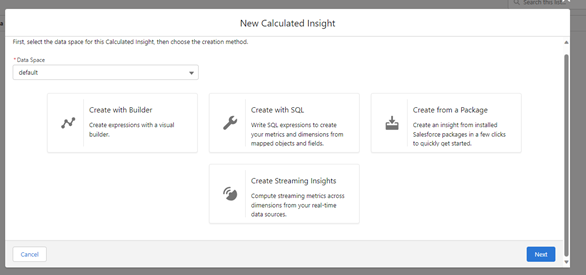 Search this list
New Calculated Insight
First, select the data space for this Calculated Insight, then choose the creation method.
* Data Space
default
Create with Builder
Create expressions with a visual
builder.
Create with SQL
Write SQL expressions to create
your metrics and dimensions from
mapped objects and fields.
Create from a Package
Create an insight from installed
Salesforce packages in a few clicks
to quickly get started.
Create Streaming Insights
Compute streaming metrics across
dimensions from your real-time
data sources.
Cancel
Next